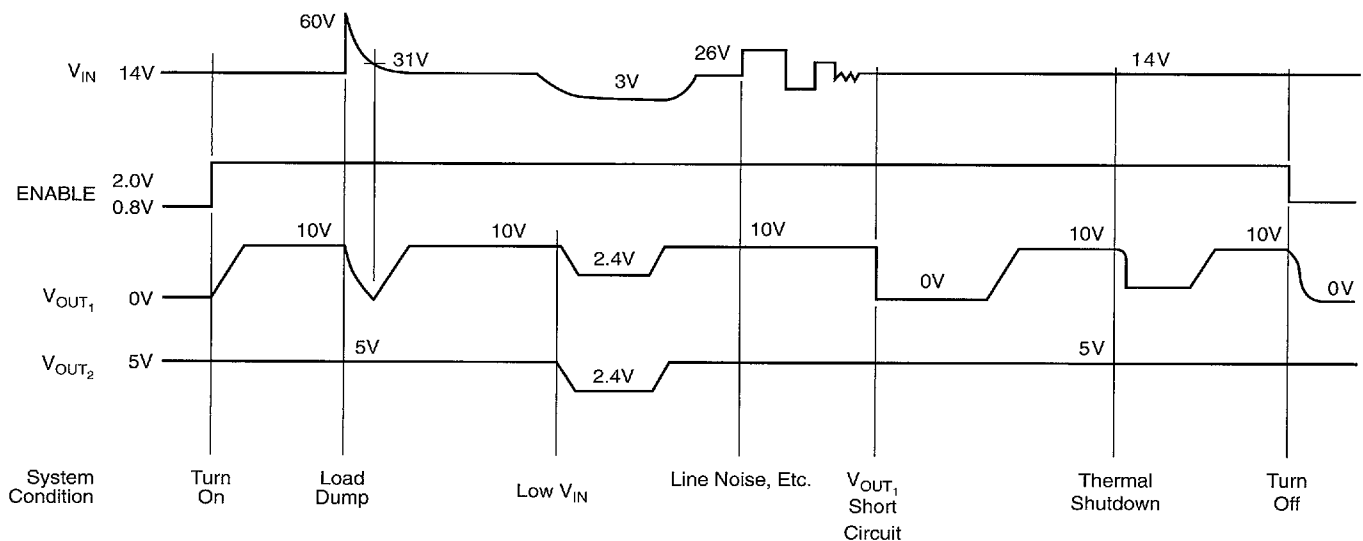 60V
31V
26V
V_IN 14V
3V
14V
ENABLE
2.0V
0.8V
10V 10V 10V 10V 10V
2.4V
V_OUT1 0V
0V
0V
V_OUT2 5V
5V
5V
2.4V
System Condition
Turn On
Load Dump
Low V_IN
Line Noise, Etc.
V_OUT1 Short Circuit
Thermal Shutdown
Turn Off